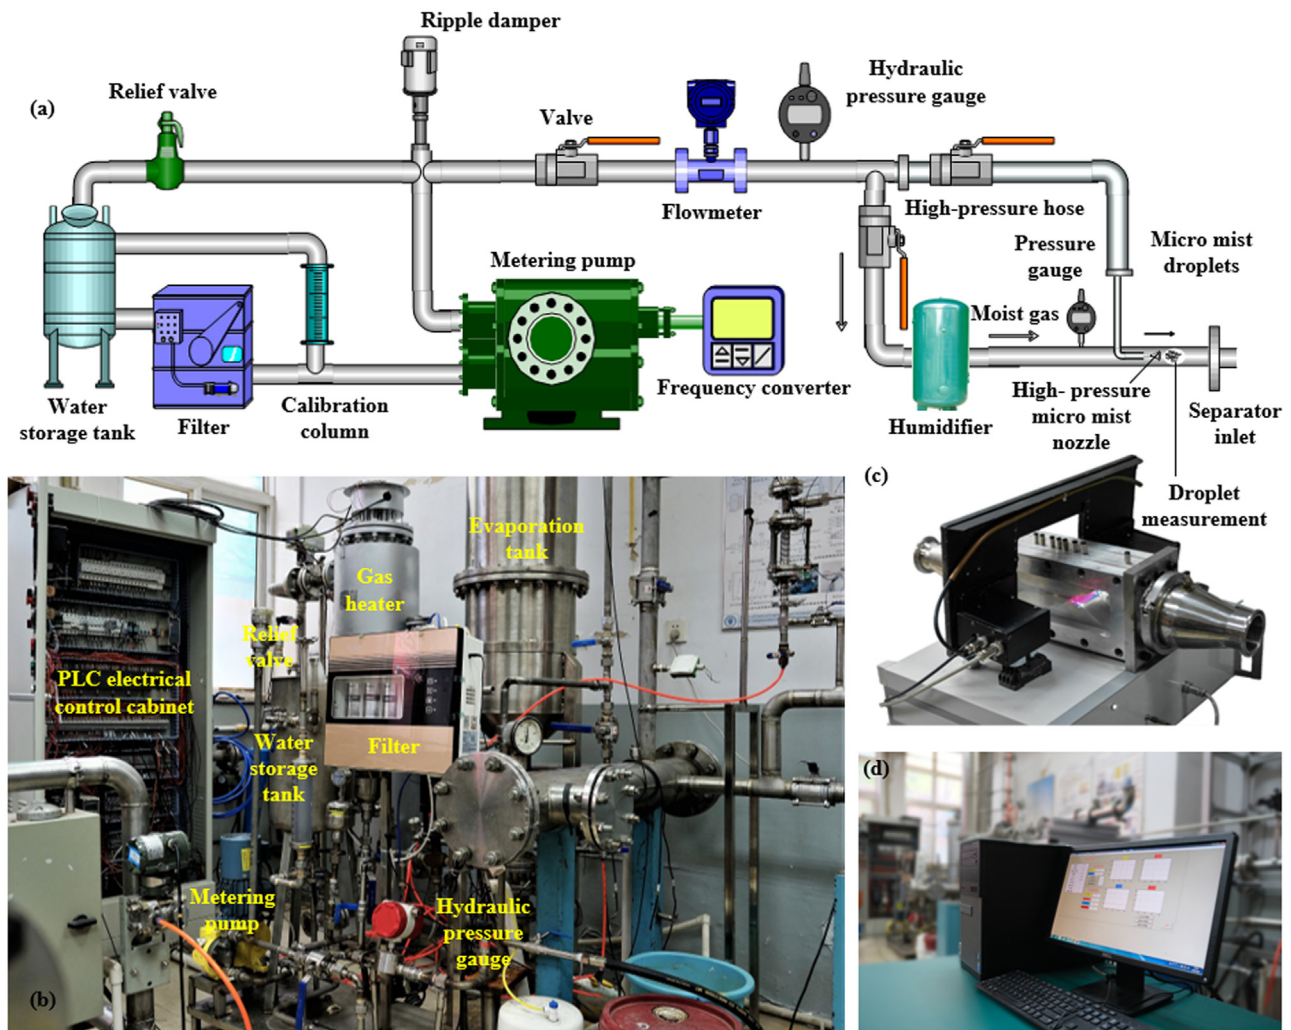 Ripple damper
(a)
Relief valve
Valve
Hydraulic
pressure gauge
Flowmeter
High-pressure hose
Pressure
gauge
Micro mist
droplets
Metering pump
Moist gas
Water
storage tank
Filter
Calibration
column
Frequency converter
Humidifier
High- pressure
micro mist
nozzle
Separator
inlet
(c)
Droplet
measurement
Evaporation
tank
Gas
heater
Relief
valve
PLC electrical
control cabinet
Water
storage
tank
Filter
Metering
pump
Hydraulic
pressure
gauge
(b)
(d)